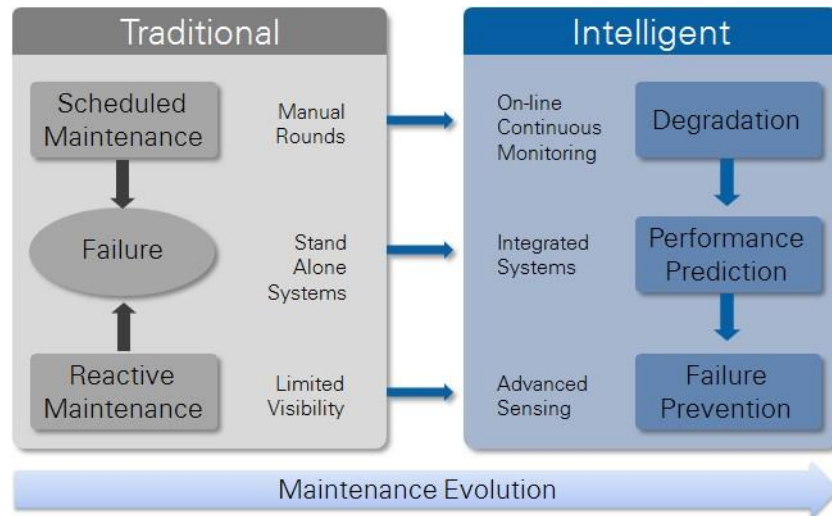 Traditional
Scheduled
Maintenance
Failure
Reactive
Maintenance
Manual
Rounds
Stand
Alone
Systems
Limited
Visibility
Intelligent
On-line
Continuous
Monitoring
Integrated
Systems
Advanced
Sensing
Degradation
Performance
Prediction
Failure
Prevention
Maintenance Evolution